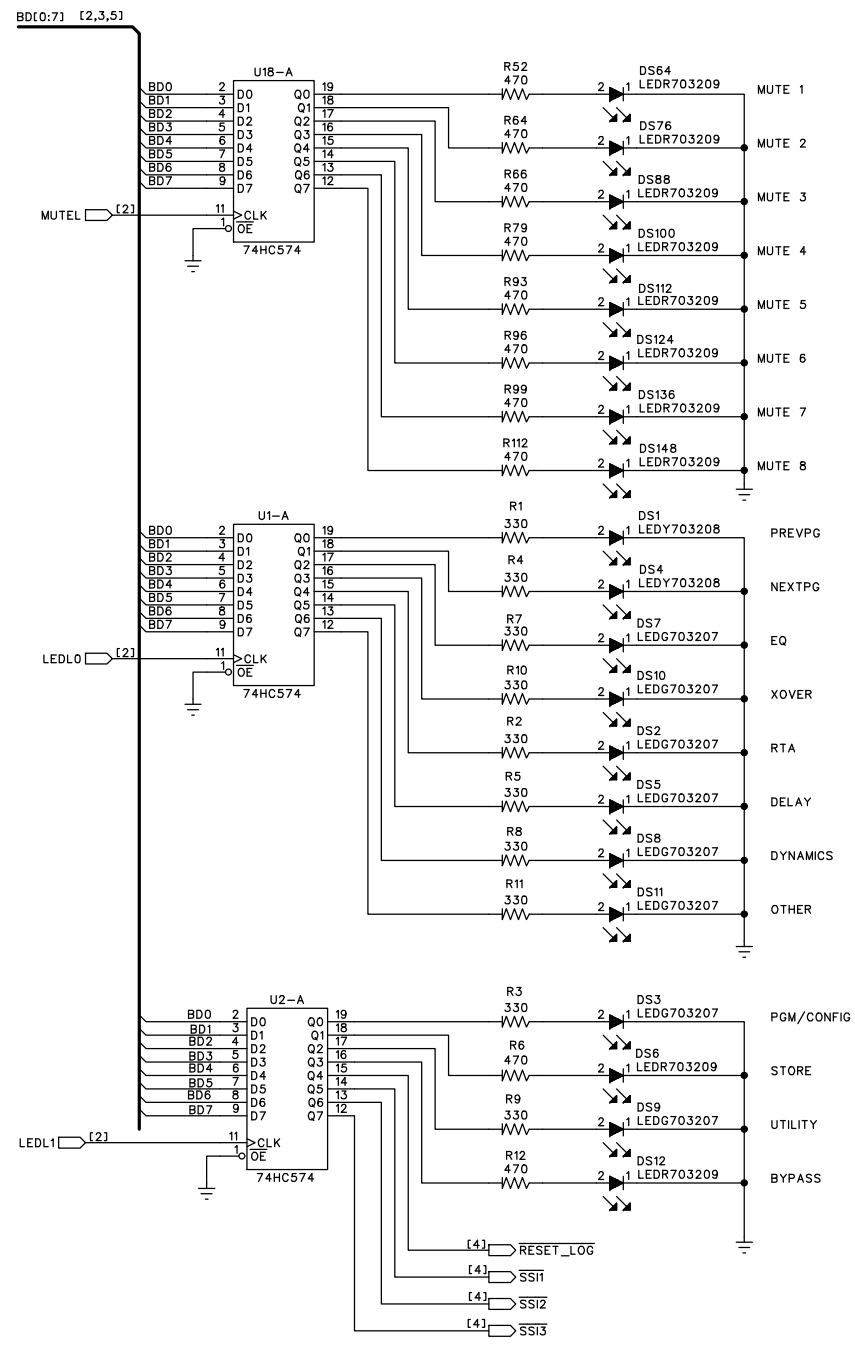 BD[0:7] [2,3,5]
U18-A
BD0 2 D0 Q0 19
BD1 3 D1 Q1 18
BD2 4 D2 Q2 17
BD3 5 D3 Q3 16
BD4 6 D4 Q4 15
BD5 7 D5 Q5 14
BD6 8 D6 Q6 13
BD7 9 D7 Q7 12
MUTEL [2] 11 CLK
1 OE
74HC574
R52 470 2 1 DS64 LEDR703209 MUTE 1
R64 470 2 1 DS76 LEDR703209 MUTE 2
R66 470 2 1 DS88 LEDR703209 MUTE 3
R79 470 2 1 DS100 LEDR703209 MUTE 4
R93 470 2 1 DS112 LEDR703209 MUTE 5
R96 470 2 1 DS124 LEDR703209 MUTE 6
R99 470 2 1 DS136 LEDR703209 MUTE 7
R112 470 2 1 DS148 LEDR703209 MUTE 8
U1-A
BD0 2 D0 Q0 19
BD1 3 D1 Q1 18
BD2 4 D2 Q2 17
BD3 5 D3 Q3 16
BD4 6 D4 Q4 15
BD5 7 D5 Q5 14
BD6 8 D6 Q6 13
BD7 9 D7 Q7 12
LEDL0 [2] 11 CLK
1 OE
74HC574
R1 330 2 1 DS1 LEDY703208 PREVPG
R4 330 2 1 DS4 LEDY703208 NEXTPG
R7 330 2 1 DS7 LEDG703207 EQ
R10 330 2 1 DS10 LEDG703207 XOVER
R2 330 2 1 DS2 LEDG703207 RTA
R5 330 2 1 DS5 LEDG703207 DELAY
R8 330 2 1 DS8 LEDG703207 DYNAMICS
R11 330 2 1 DS11 LEDG703207 OTHER
U2-A
BD0 2 D0 Q0 19
BD1 3 D1 Q1 18
BD2 4 D2 Q2 17
BD3 5 D3 Q3 16
BD4 6 D4 Q4 15
BD5 7 D5 Q5 14
BD6 8 D6 Q6 13
BD7 9 D7 Q7 12
LEDL1 [2] 11 CLK
1 OE
74HC574
R3 330 2 1 DS3 LEDG703207 PGM/CONFIG
R6 470 2 1 DS6 LEDR703209 STORE
R9 330 2 1 DS9 LEDG703207 UTILITY
R12 470 2 1 DS12 LEDR703209 BYPASS
[4] RESET_LOG
[4] SSI1
[4] SSI2
[4] SSI3